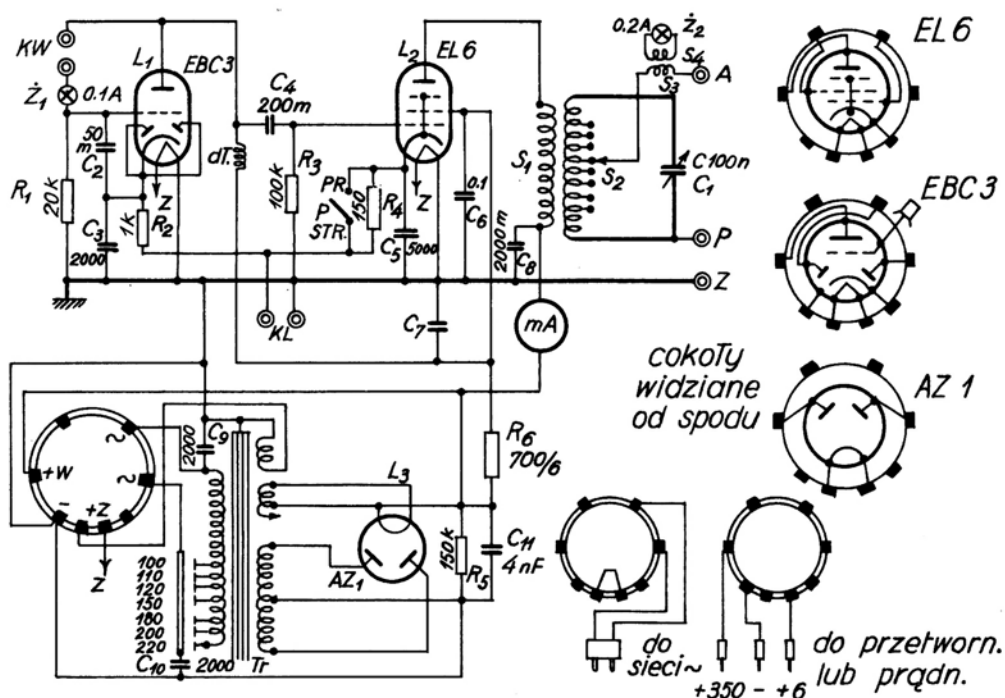 KW
Ż1
0.1A
L1
EBC3
50
m
C2
R1
20k
C3
2000
1k
R2
Z
C4
200m
dT.
R3
100k
PR
P
STR.
150
R4
C5
5000
L2
EL6
Z
0.1
C6
C7
KL
S1
2000m
C8
mA
0.2A
Ż2
S4
S3
A
S2
C100n
C1
P
Z
EL6
EBC3
AZ 1
cokoły
widziane
od spodu
+W
~
~
-
+Z
Z
2000
C9
100
110
120
150
180
200
220
C10
2000
Tr
L3
AZ1
150k
R5
R6
700/6
C11
4nF
do
sieci~
+350 - +6
do przetworn.
lub prądn.